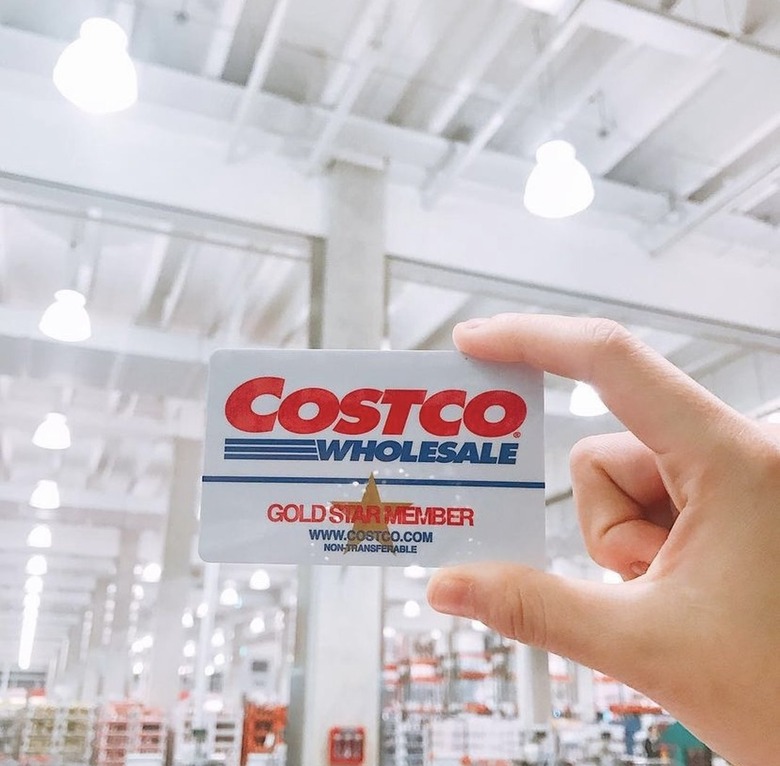 COSTCO®
WHOLESALE
GOLD STAR MEMBER
WWW.COSTCO.COM
NON-TRANSFERABLE